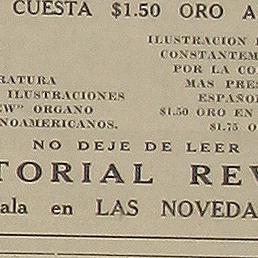 CUESTA $1.50 ORO A
ILUSTRACION
CONSTANTEM
POR LA CO
RATURA
MAS PRES
ILUSTRACIONES
ESPAÑO
EW" ORGANO
$1.50 ORO EN
NOAMERICANOS.
$1.75 O
NO DEJE DE LEER
TORIAL REV
ala en LAS NOVEDA